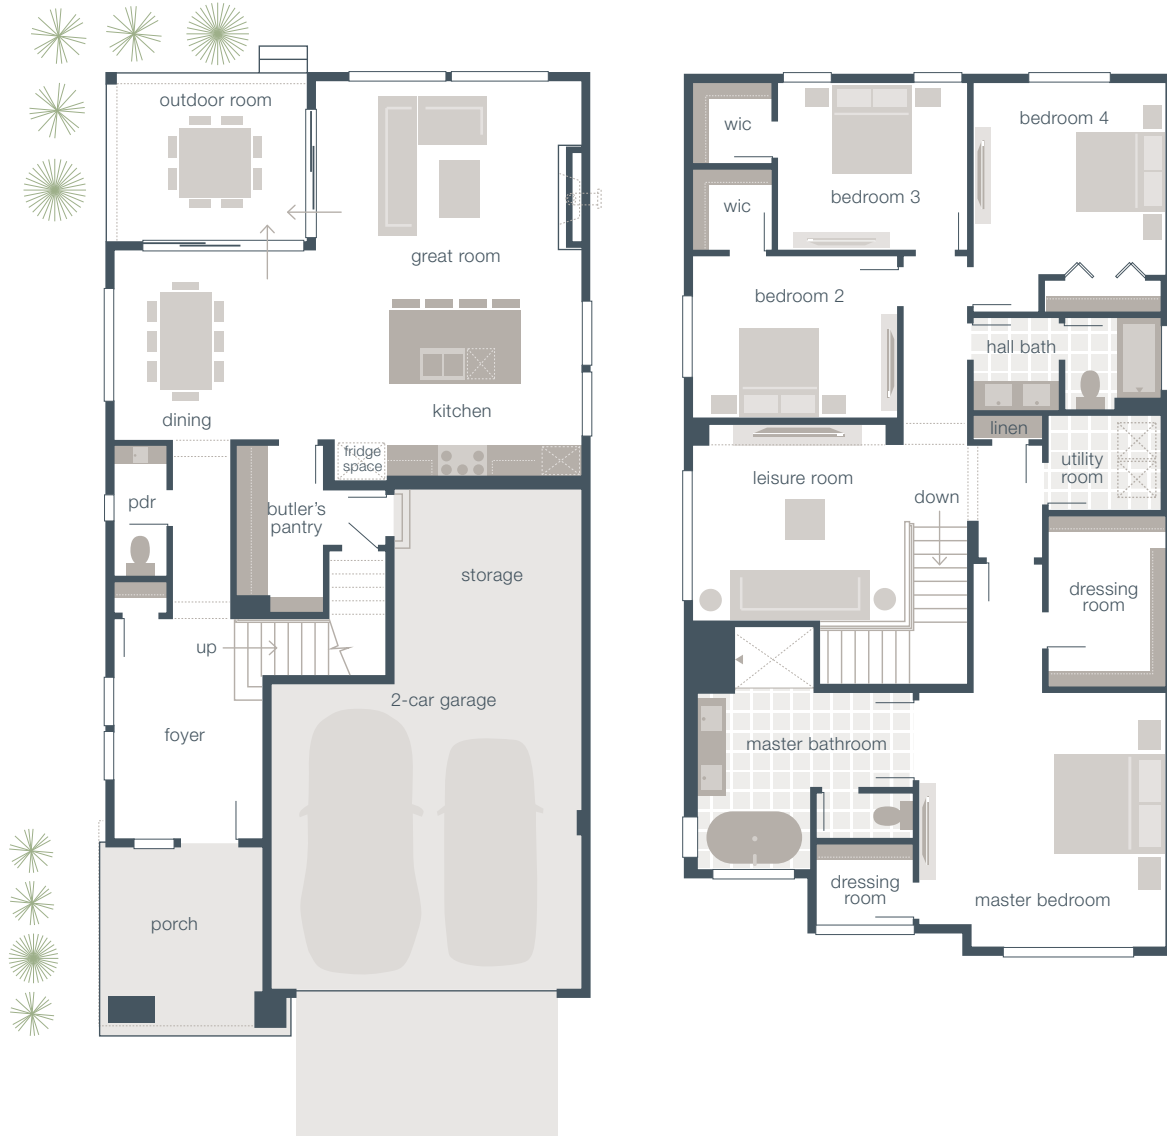 outdoor room
great room
dining
kitchen
fridge
space
pdr
butler's
pantry
storage
up
2-car garage
foyer
porch
wic
bedroom 4
bedroom 3
wic
bedroom 2
hall bath
linen
utility
room
leisure room
down
dressing
room
master bathroom
dressing
room
master bedroom